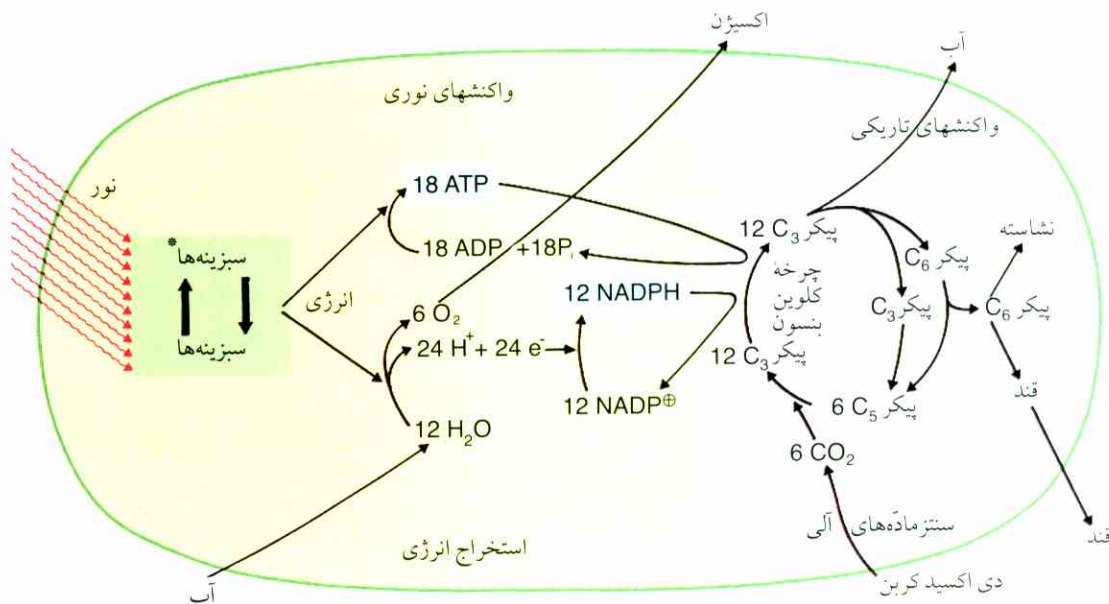 اکسیژن
آب
واکنشهای نوری
واکنشهای تاریکی
نور
18 ATP
18 ADP +18Pᵢ
سبزینه‌ها*
سبزینه‌ها
انرژی
6 O₂
24 H⁺ + 24 e⁻
12 NADPH
12 NADP⊕
12 H₂O
12 C₃ پیکر
چرخهٔ
کلوین
بنسون
12 C₃ پیکر
C₆ پیکر
C₃ پیکر
6 C₅ پیکر
6 CO₂
نشاسته
C₆ پیکر
قند
قند
سنتز مادّه‌های آلی
استخراج انرژی
آب
دی اکسید کربن